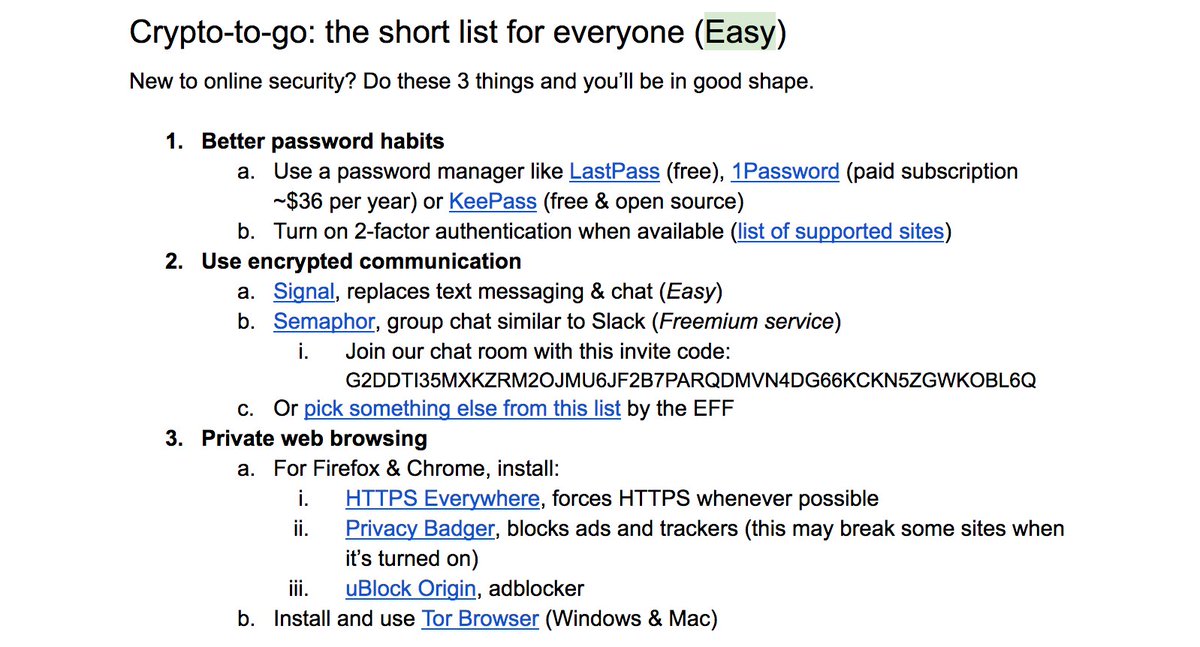 Crypto-to-go: the short list for everyone (Easy)
New to online security? Do these 3 things and you’ll be in good shape.
1. Better password habits
a. Use a password manager like LastPass (free), 1Password (paid subscription
~$36 per year) or KeePass (free & open source)
b. Turn on 2-factor authentication when available (list of supported sites)
2. Use encrypted communication
a. Signal, replaces text messaging & chat (Easy)
b. Semaphor, group chat similar to Slack (Freemium service)
i. Join our chat room with this invite code:
G2DDTI35MXKZRM2OJMU6JF2B7PARQDMVN4DG66KCKN5ZGWKOBL6Q
c. Or pick something else from this list by the EFF
3. Private web browsing
a. For Firefox & Chrome, install:
i. HTTPS Everywhere, forces HTTPS whenever possible
ii. Privacy Badger, blocks ads and trackers (this may break some sites when
it’s turned on)
iii. uBlock Origin, adblocker
b. Install and use Tor Browser (Windows & Mac)